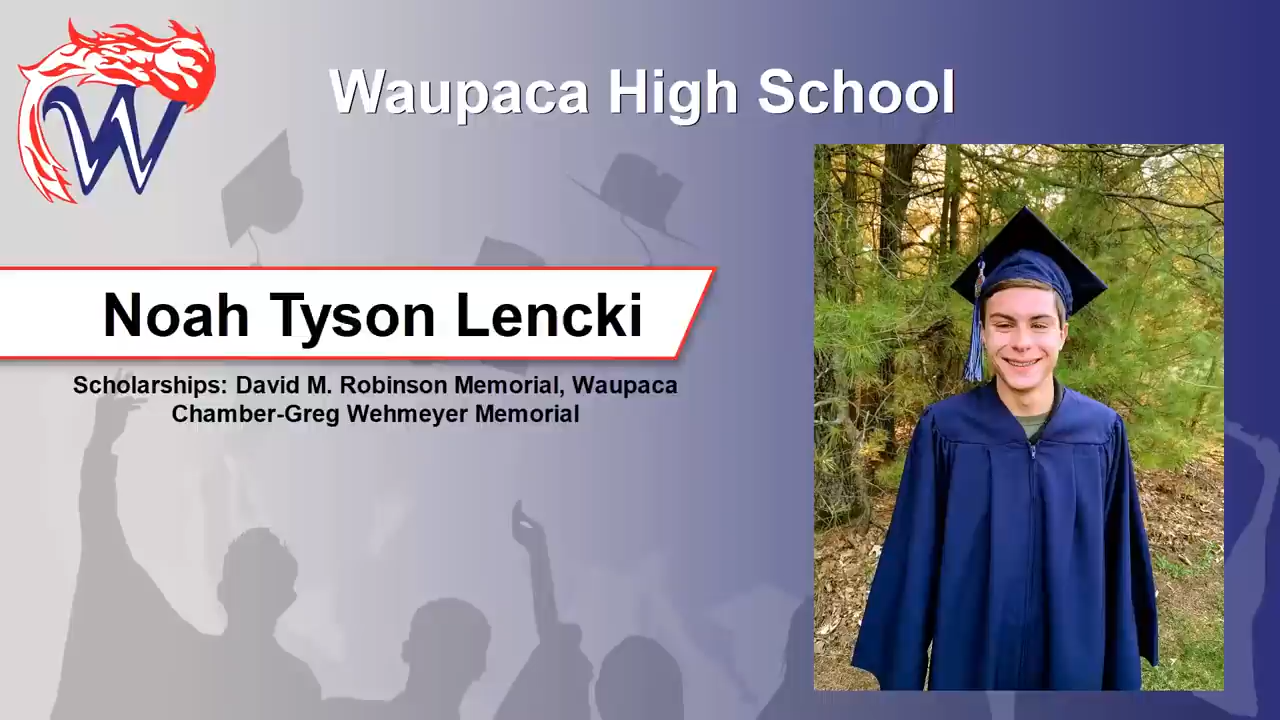 W
Waupaca High School
Noah Tyson Lencki
Scholarships: David M. Robinson Memorial, Waupaca
Chamber-Greg Wehmeyer Memorial